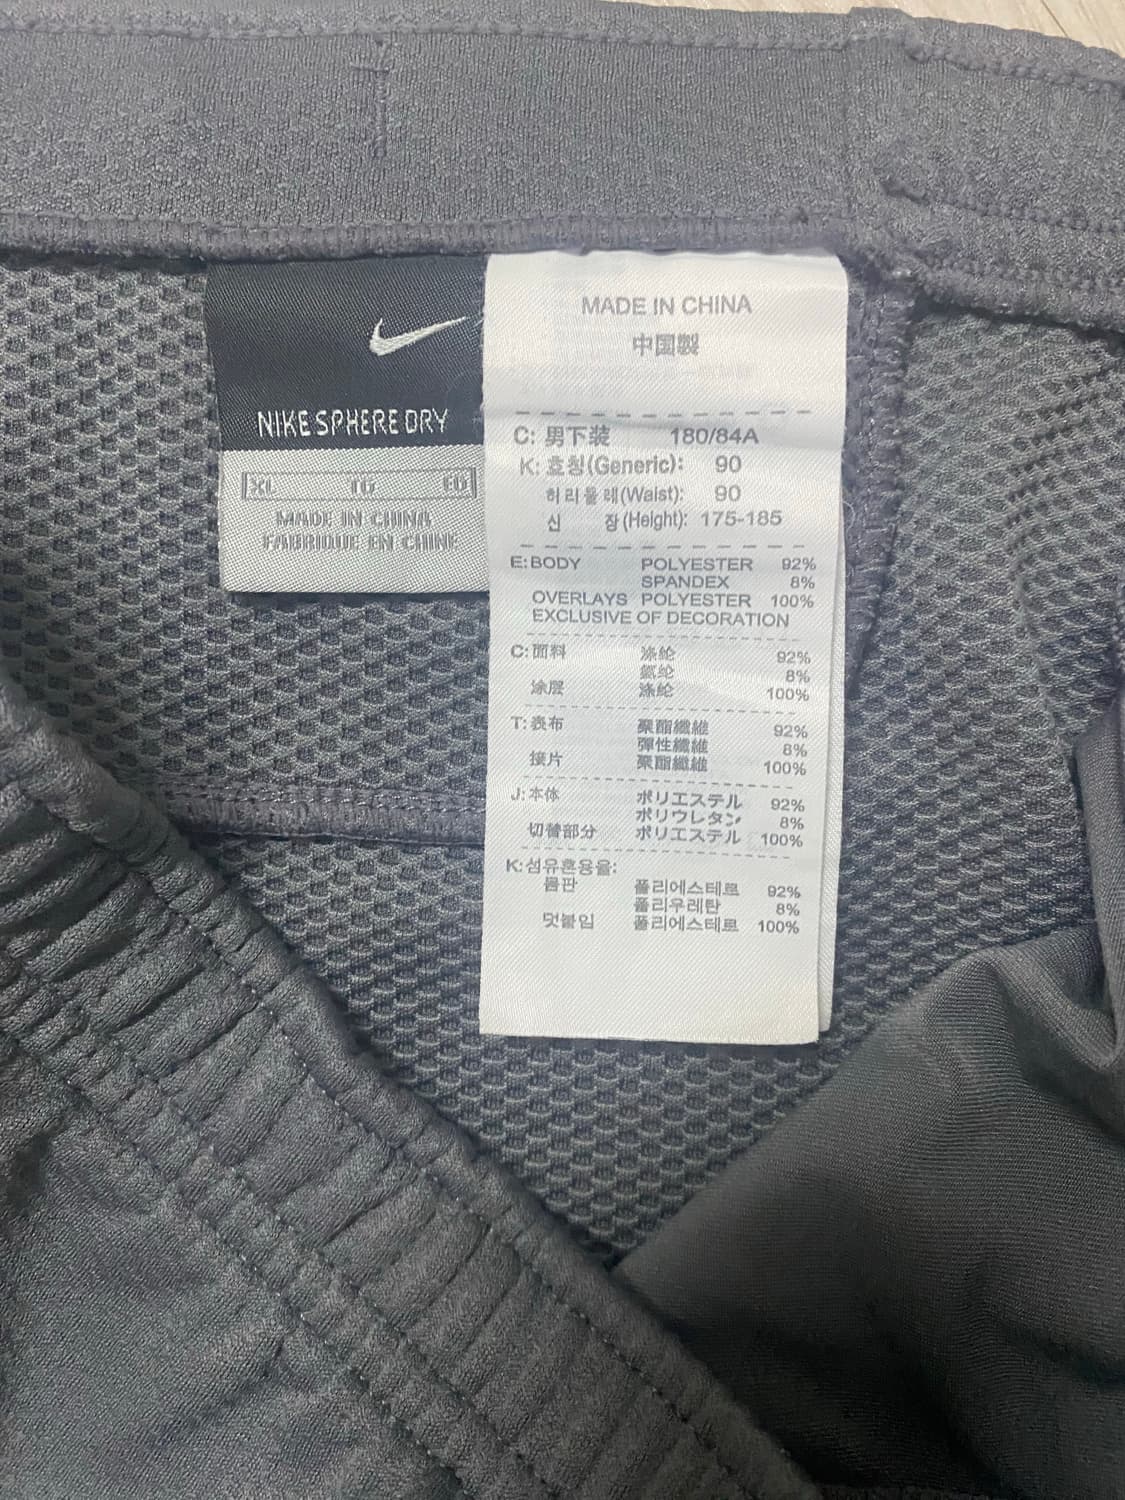 NIKE SPHERE DRY
XL TG EG
MADE IN CHINA
FABRIQUE EN CHINE
MADE IN CHINA
中国製
C: 男下装 180/84A
K: 호칭(Generic): 90
허리둘레(Waist): 90
신 장(Height): 175-185
E: BODY POLYESTER 92%
SPANDEX 8%
OVERLAYS POLYESTER 100%
EXCLUSIVE OF DECORATION
C: 面料 涤纶 92%
氨纶 8%
涂层 涤纶 100%
T: 表布 聚酯纖維 92%
彈性纖維 8%
接片 聚酯纖維 100%
J: 本体 ポリエステル 92%
ポリウレタン 8%
切替部分 ポリエステル 100%
K: 섬유혼용율:
몸판 폴리에스테르 92%
폴리우레탄 8%
덧붙임 폴리에스테르 100%